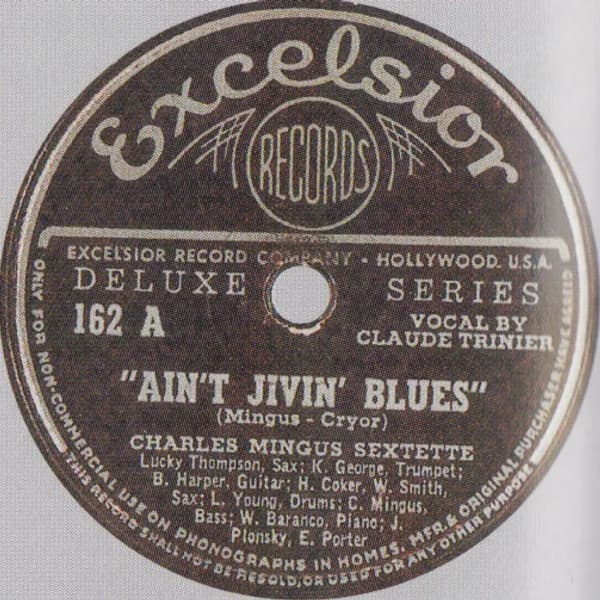 Excelsior
RECORDS
EXCELSIOR RECORD COMPANY - HOLLYWOOD. U.S.A.
DELUXE SERIES
162 A
VOCAL BY
CLAUDE TRINIER
"AIN'T JIVIN' BLUES"
(Mingus - Cryor)
CHARLES MINGUS SEXTETTE
Lucky Thompson, Sax; K. George, Trumpet;
B. Harper, Guitar; H. Coker, W. Smith,
Sax; L. Young, Drums; C. Mingus,
Bass; W. Baranco, Piano; J.
Plonsky, E. Porter
ONLY FOR NON-COMMERCIAL USE ON PHONOGRAPHS IN HOMES. MFR. & ORIGINAL PURCHASER HAVE AGREED
THIS RECORD SHALL NOT BE RESOLD, OR USED FOR ANY OTHER PURPOSE